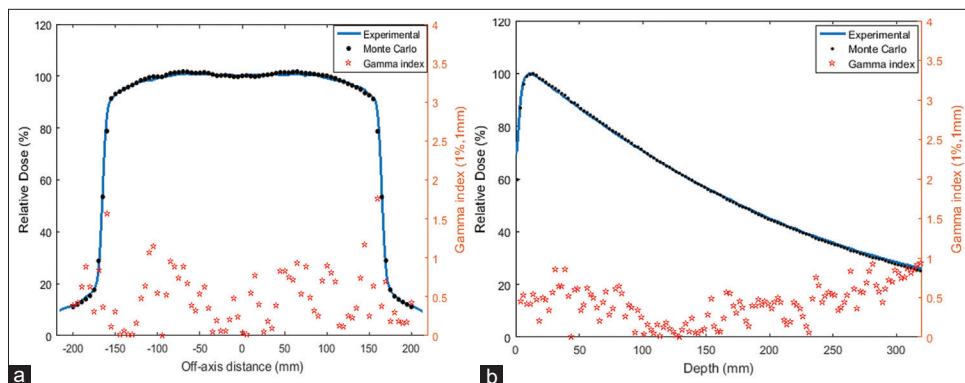 120
100
80
60
40
20
0
Relative Dose (%)
-200 -150 -100 -50 0 50 100 150 200
Off-axis distance (mm)
4
3.5
3
2.5
2
1.5
1
0.5
0
Gamma index (1%,1mm)
Experimental
Monte Carlo
Gamma index
a
120
100
80
60
40
20
0
Relative Dose (%)
0 50 100 150 200 250 300
Depth (mm)
4
3.5
3
2.5
2
1.5
1
0.5
0
Gamma index (1%,1mm)
Experimental
Monte Carlo
Gamma index
b